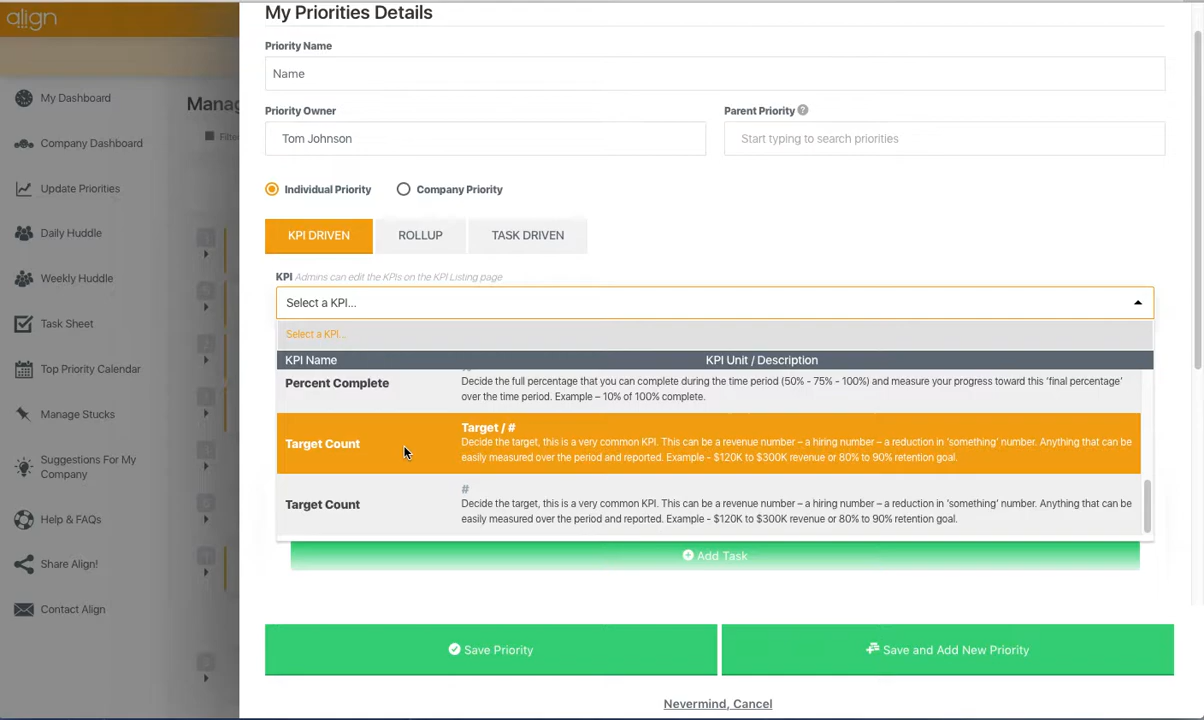 align
My Priorities Details
Priority Name
Name
Priority Owner
Parent Priority
Tom Johnson
Start typing to search priorities
Individual Priority
Company Priority
KPI DRIVEN
ROLLUP
TASK DRIVEN
KPI Admins can edit the KPIs on the KPI Listing page
Select a KPI...
Select a KPI...
KPI Name
KPI Unit / Description
Percent Complete
Decide the full percentage that you can complete during the time period (50% - 75% - 100%) and measure your progress toward this 'final percentage'
over the time period. Example – 10% of 100% complete.
Target Count
Target / #
Decide the target, this is a very common KPI. This can be a revenue number – a hiring number – a reduction in 'something' number. Anything that can be
easily measured over the period and reported. Example - $120K to $300K revenue or 80% to 90% retention goal.
Target Count
#
Decide the target, this is a very common KPI. This can be a revenue number – a hiring number – a reduction in 'something' number. Anything that can be
easily measured over the period and reported. Example - $120K to $300K revenue or 80% to 90% retention goal.
Add Task
Save Priority
Save and Add New Priority
Nevermind, Cancel
My Dashboard
Company Dashboard
Update Priorities
Daily Huddle
Weekly Huddle
Task Sheet
Top Priority Calendar
Manage Stucks
Suggestions For My
Company
Help & FAQs
Share Align!
Contact Align